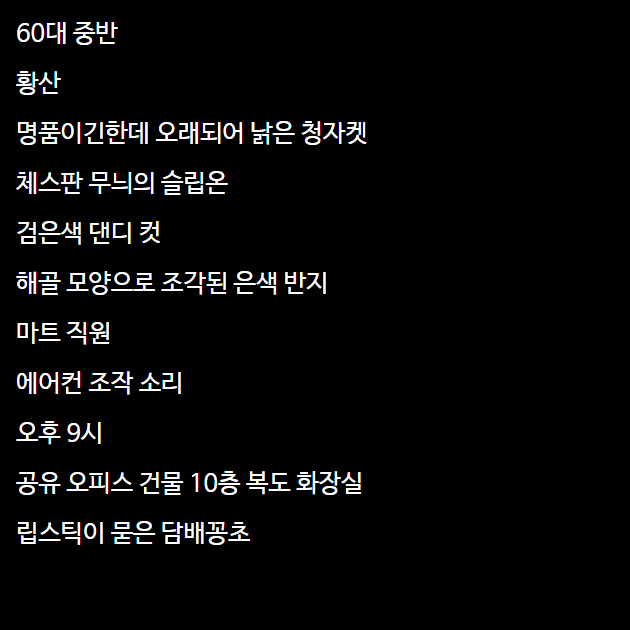 60대 중반
황산
명품이긴한데 오래되어 낡은 청자켓
체스판 무늬의 슬립온
검은색 댄디 컷
해골 모양으로 조각된 은색 반지
마트 직원
에어컨 조작 소리
오후 9시
공유 오피스 건물 10층 복도 화장실
립스틱이 묻은 담배꽁초